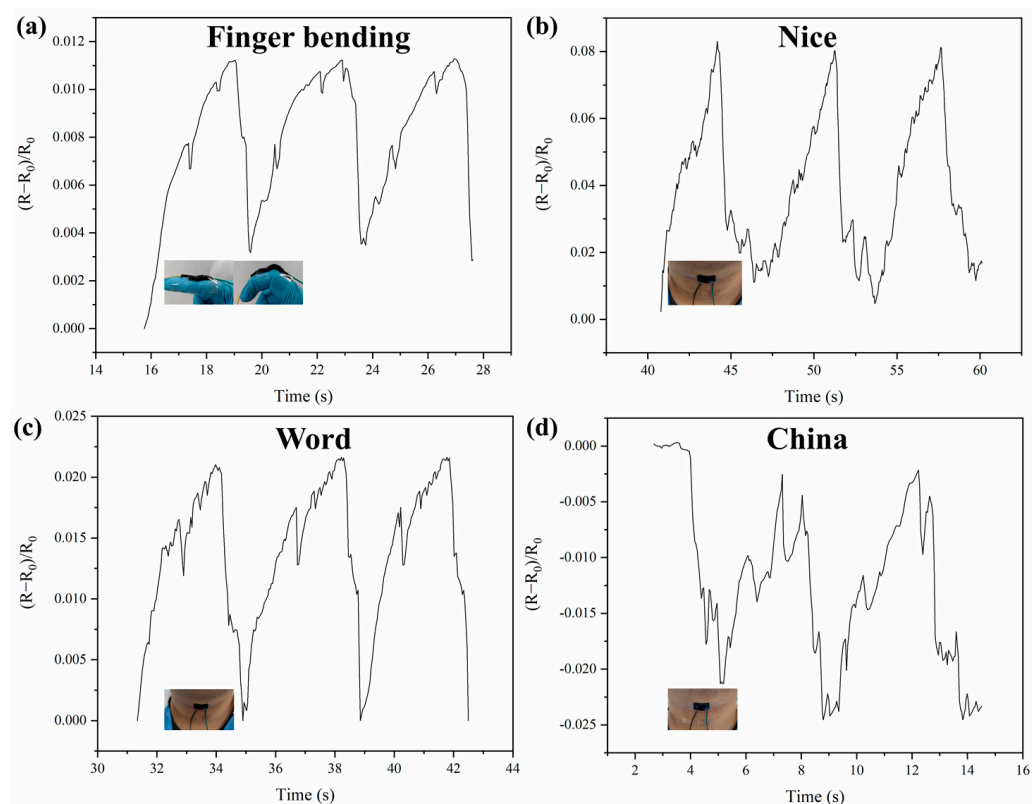 (a)
Finger bending
0.012
0.010
0.008
0.006
0.004
0.002
0.000
(R−R₀)/R₀
14 16 18 20 22 24 26 28
Time (s)
(b)
Nice
0.08
0.06
0.04
0.02
0.00
(R−R₀)/R₀
40 45 50 55 60
Time (s)
(c)
Word
0.025
0.020
0.015
0.010
0.005
0.000
(R−R₀)/R₀
30 32 34 36 38 40 42 44
Time (s)
(d)
China
0.000
-0.005
-0.010
-0.015
-0.020
-0.025
(R−R₀)/R₀
2 4 6 8 10 12 14 16
Time (s)